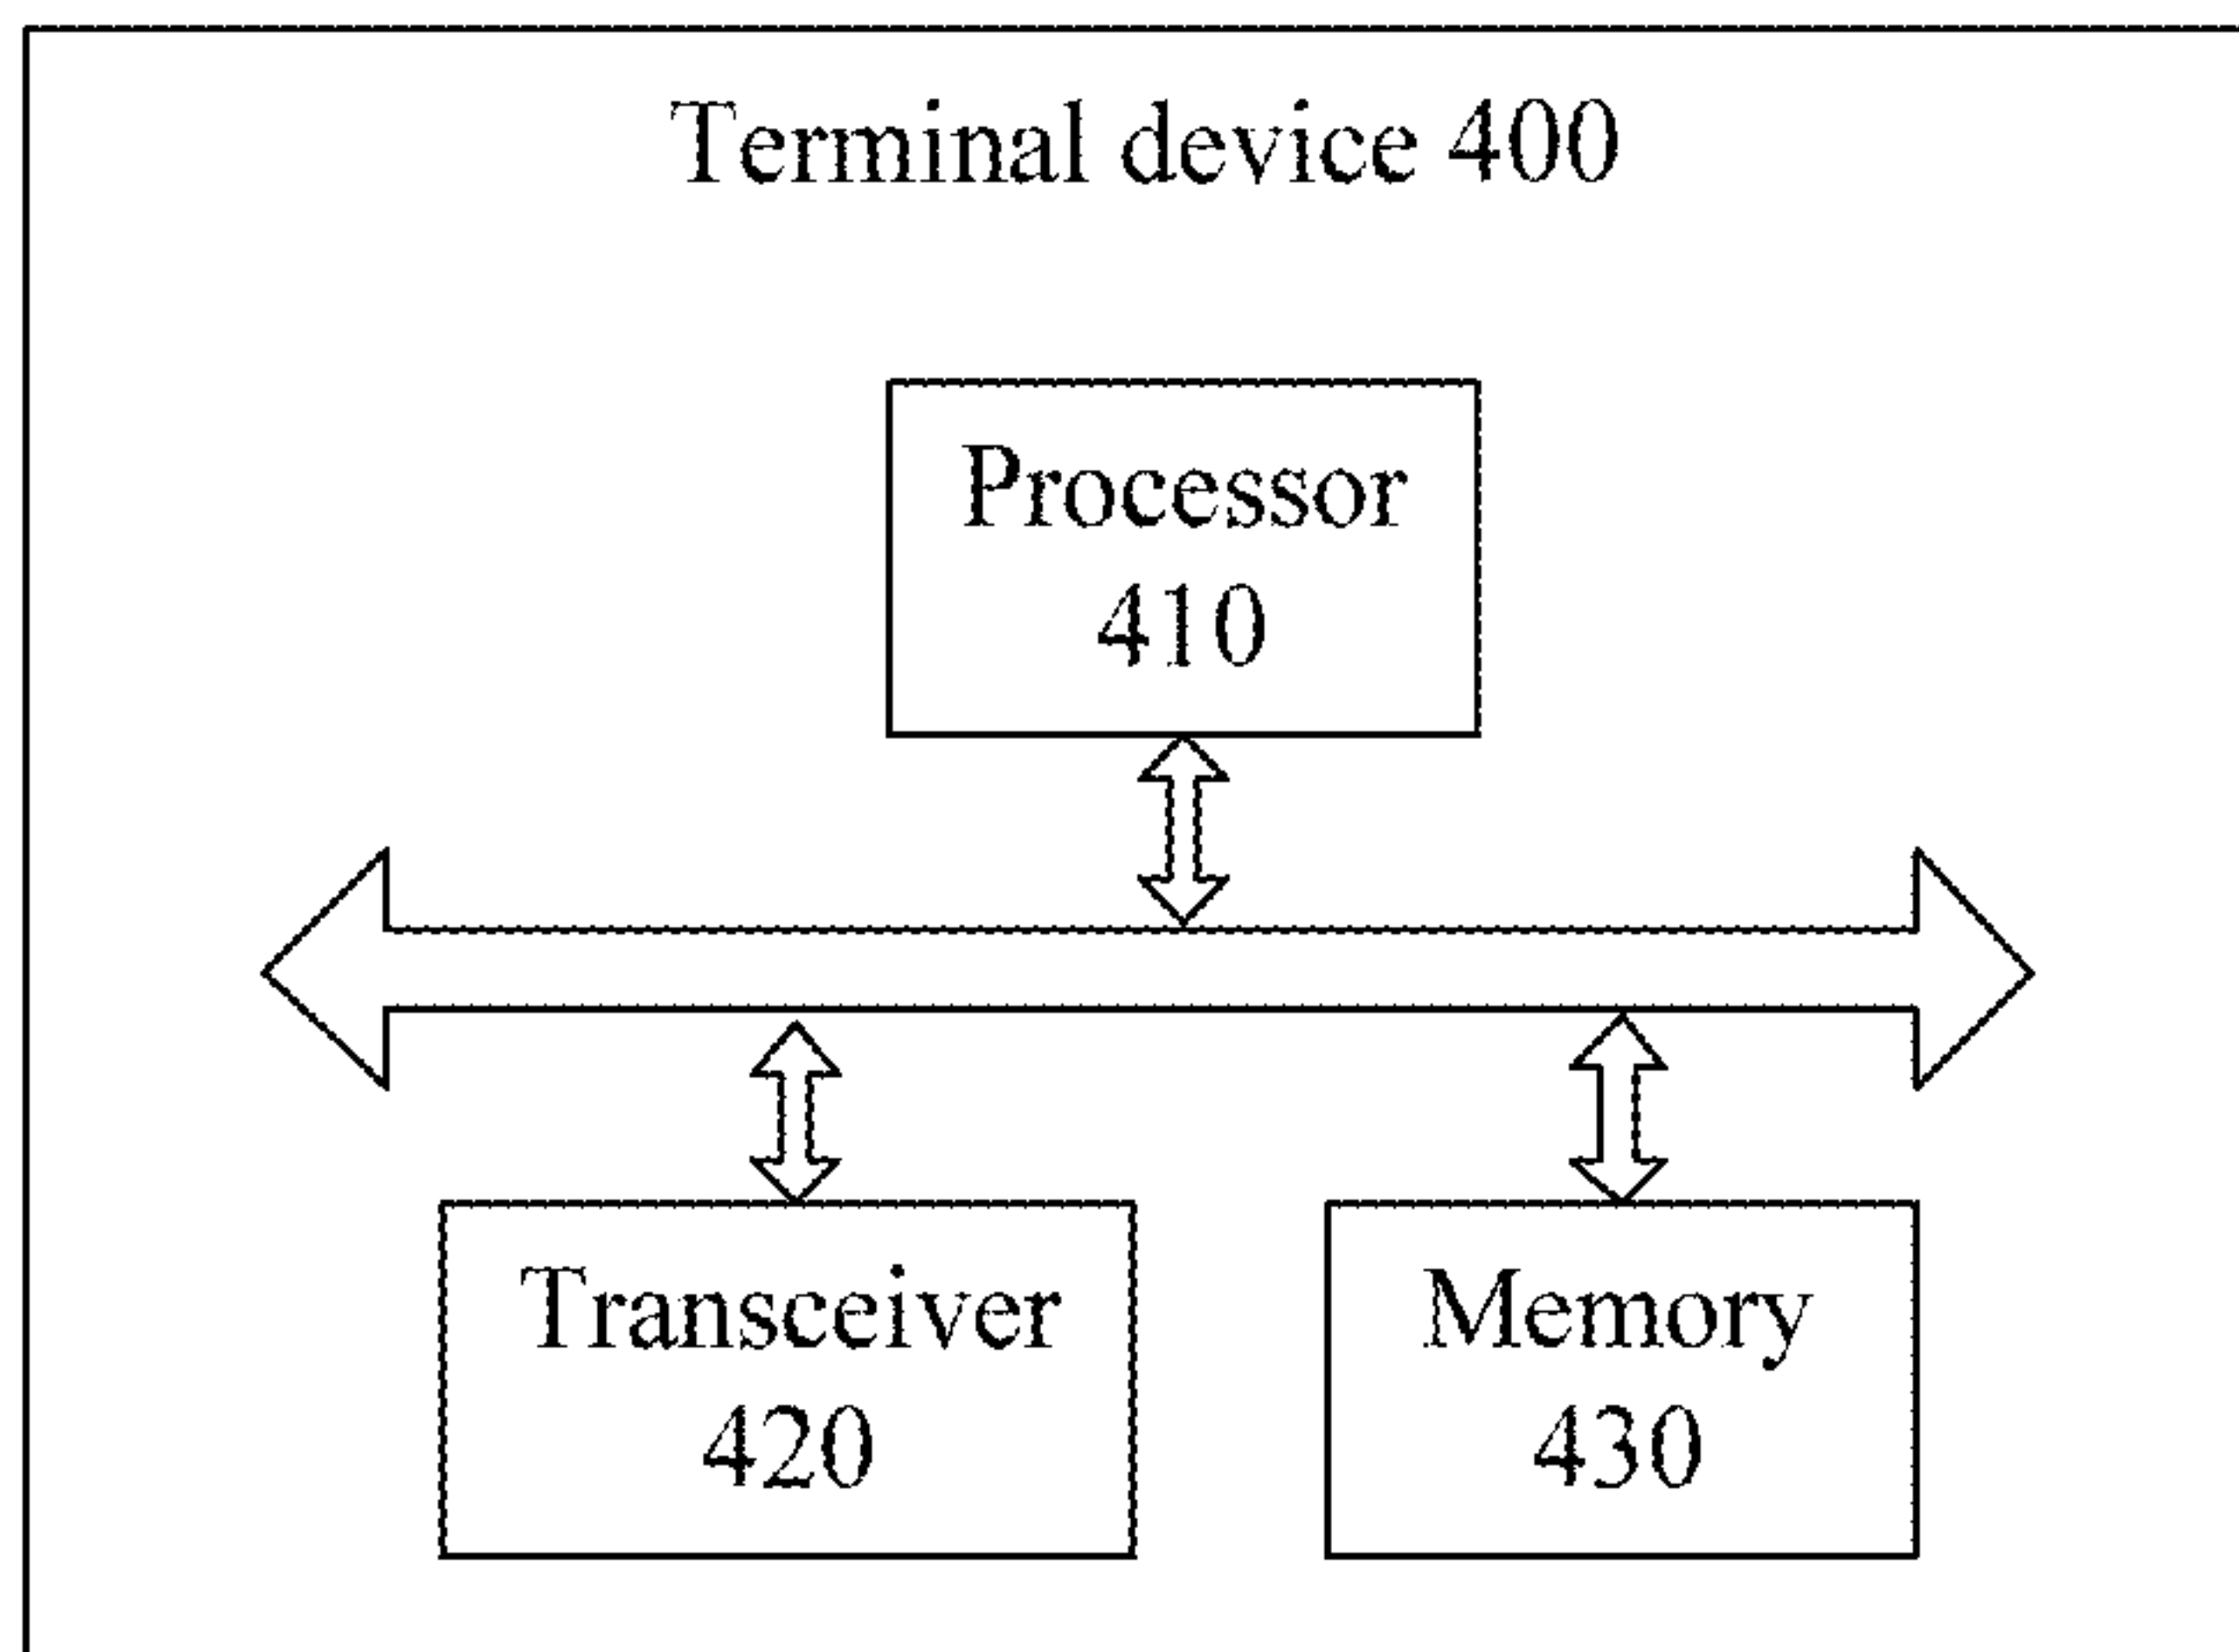 Terminal device 400
Processor
410
Transceiver
420
Memory
430